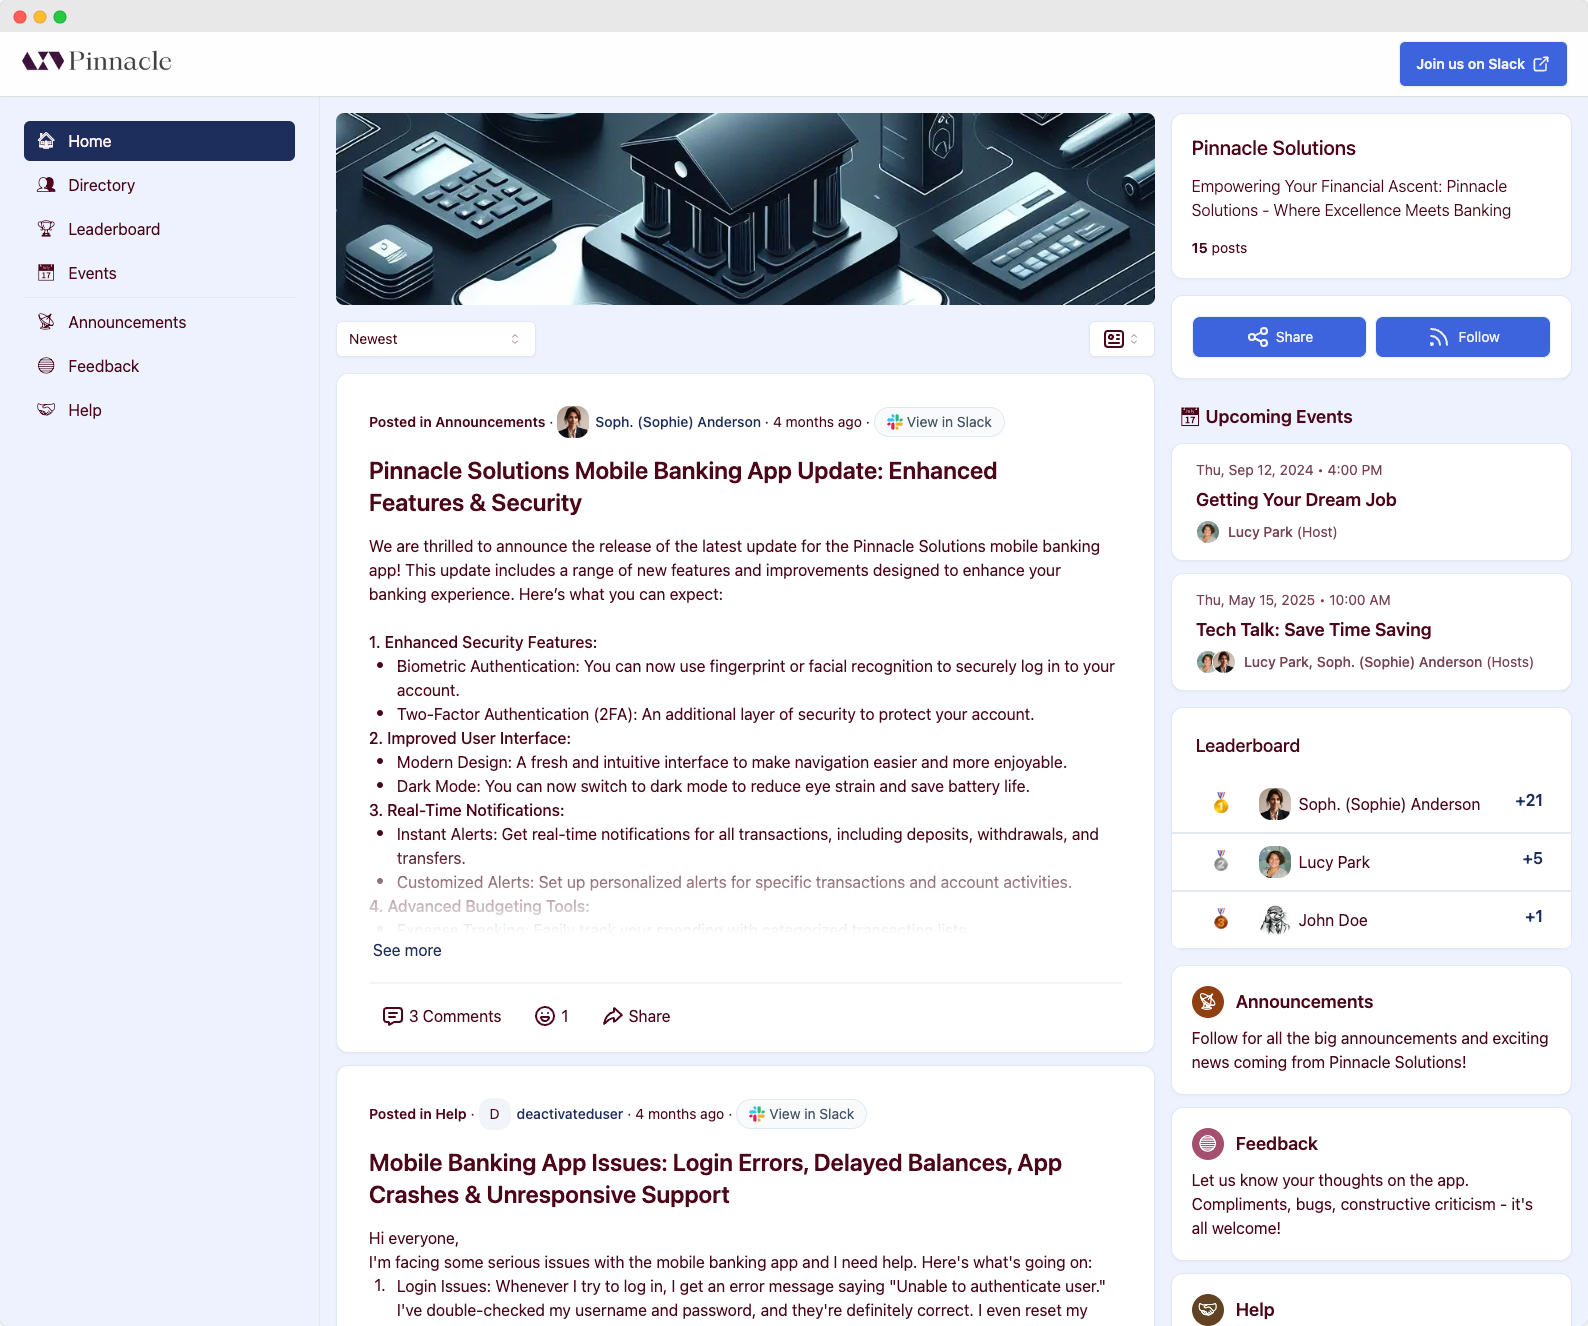 Pinnacle
Join us on Slack
Home
Directory
Leaderboard
Events
Announcements
Feedback
Help
Newest
Posted in Announcements · Soph. (Sophie) Anderson · 4 months ago · View in Slack
Pinnacle Solutions Mobile Banking App Update: Enhanced
Features & Security
We are thrilled to announce the release of the latest update for the Pinnacle Solutions mobile banking
app! This update includes a range of new features and improvements designed to enhance your
banking experience. Here’s what you can expect:
1. Enhanced Security Features:
• Biometric Authentication: You can now use fingerprint or facial recognition to securely log in to your
account.
• Two-Factor Authentication (2FA): An additional layer of security to protect your account.
2. Improved User Interface:
• Modern Design: A fresh and intuitive interface to make navigation easier and more enjoyable.
• Dark Mode: You can now switch to dark mode to reduce eye strain and save battery life.
3. Real-Time Notifications:
• Instant Alerts: Get real-time notifications for all transactions, including deposits, withdrawals, and
transfers.
• Customized Alerts: Set up personalized alerts for specific transactions and account activities.
4. Advanced Budgeting Tools:
• Expense Tracking: Easily track your spending with categorized transacting lists.
See more
3 Comments
1
Share
Posted in Help · D deactivateduser · 4 months ago · View in Slack
Mobile Banking App Issues: Login Errors, Delayed Balances, App
Crashes & Unresponsive Support
Hi everyone,
I'm facing some serious issues with the mobile banking app and I need help. Here's what's going on:
1. Login Issues: Whenever I try to log in, I get an error message saying "Unable to authenticate user."
I've double-checked my username and password, and they're definitely correct. I even reset my
Pinnacle Solutions
Empowering Your Financial Ascent: Pinnacle
Solutions - Where Excellence Meets Banking
15 posts
Share
Follow
17 Upcoming Events
Thu, Sep 12, 2024 • 4:00 PM
Getting Your Dream Job
Lucy Park (Host)
Thu, May 15, 2025 • 10:00 AM
Tech Talk: Save Time Saving
Lucy Park, Soph. (Sophie) Anderson (Hosts)
Leaderboard
1 Soph. (Sophie) Anderson +21
2 Lucy Park +5
3 John Doe +1
Announcements
Follow for all the big announcements and exciting
news coming from Pinnacle Solutions!
Feedback
Let us know your thoughts on the app.
Compliments, bugs, constructive criticism - it's
all welcome!
Help